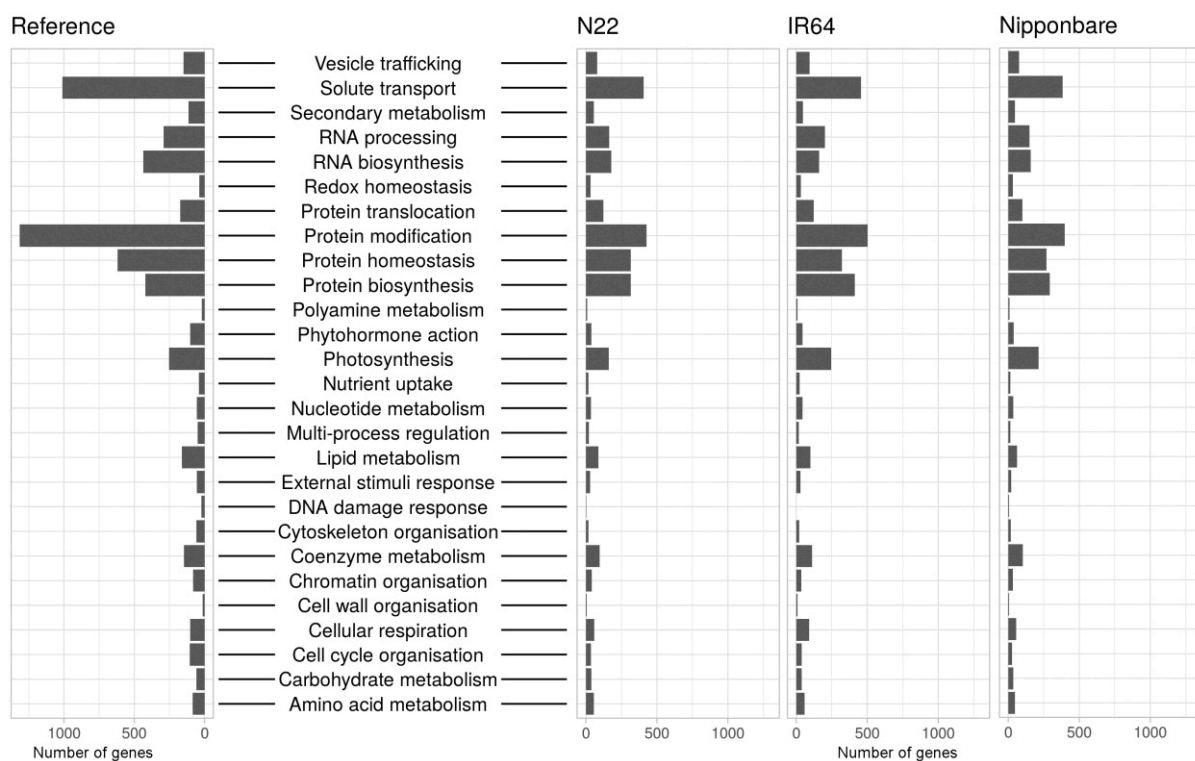 Reference
N22
IR64
Nipponbare
Vesicle trafficking
Solute transport
Secondary metabolism
RNA processing
RNA biosynthesis
Redox homeostasis
Protein translocation
Protein modification
Protein homeostasis
Protein biosynthesis
Polyamine metabolism
Phytohormone action
Photosynthesis
Nutrient uptake
Nucleotide metabolism
Multi-process regulation
Lipid metabolism
External stimuli response
DNA damage response
Cytoskeleton organisation
Coenzyme metabolism
Chromatin organisation
Cell wall organisation
Cellular respiration
Cell cycle organisation
Carbohydrate metabolism
Amino acid metabolism
1000 500 0
0 500 1000
0 500 1000
0 500 1000
Number of genes
Number of genes